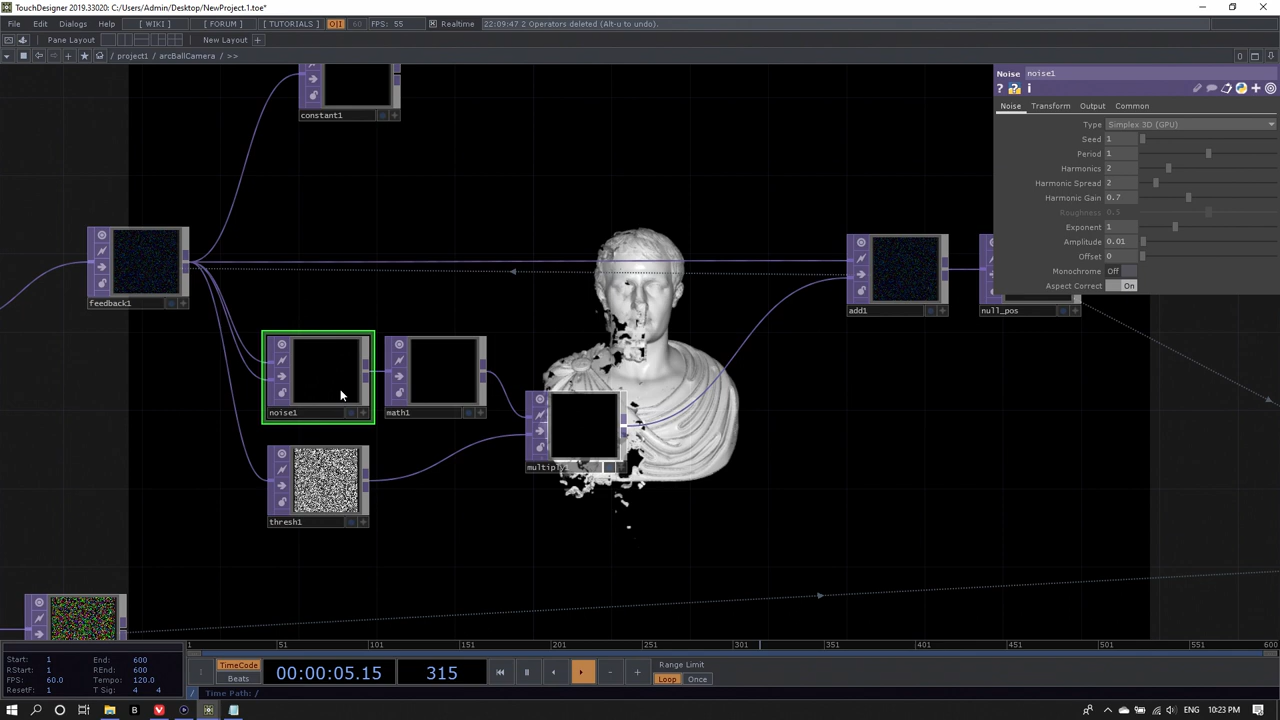 TouchDesigner 2019.33020: C:/Users/Admin/Desktop/NewProject.1.toe*
File Edit Dialogs Help [ WIKI ] [ FORUM ] [ TUTORIALS ] O|I FPS: 55 Realtime 22:09:47 2 Operators deleted (Alt-u to undo).
Pane Layout New Layout +
/ project1 / arcBallCamera / >>
Noise noise1
Noise Transform Output Common
Type Simplex 3D (GPU)
Seed 1
Period 1
Harmonics 2
Harmonic Spread 2
Harmonic Gain 0.7
Roughness 0.5
Exponent 1
Amplitude 0.01
Offset 0
Monochrome Off
Aspect Correct On
constant1
feedback1
add1
null_pos
noise1
math1
multiply1
thresh1
1 51 101 151 201 251 301 351 401 451 501 551 600
Start: 1 End: 600
RStart: 1 REnd: 600
FPS: 60.0 Tempo: 120.0
ResetF: 1 T Sig: 4 4
TimeCode
Beats
00:00:05.15
315
Range Limit
Loop Once
/ Time Path: /
ENG 10:23 PM